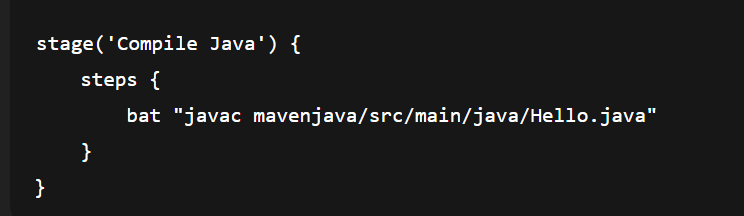 stage('Compile Java') {
    steps {
        bat "javac mavenjava/src/main/java/Hello.java"
    }
}